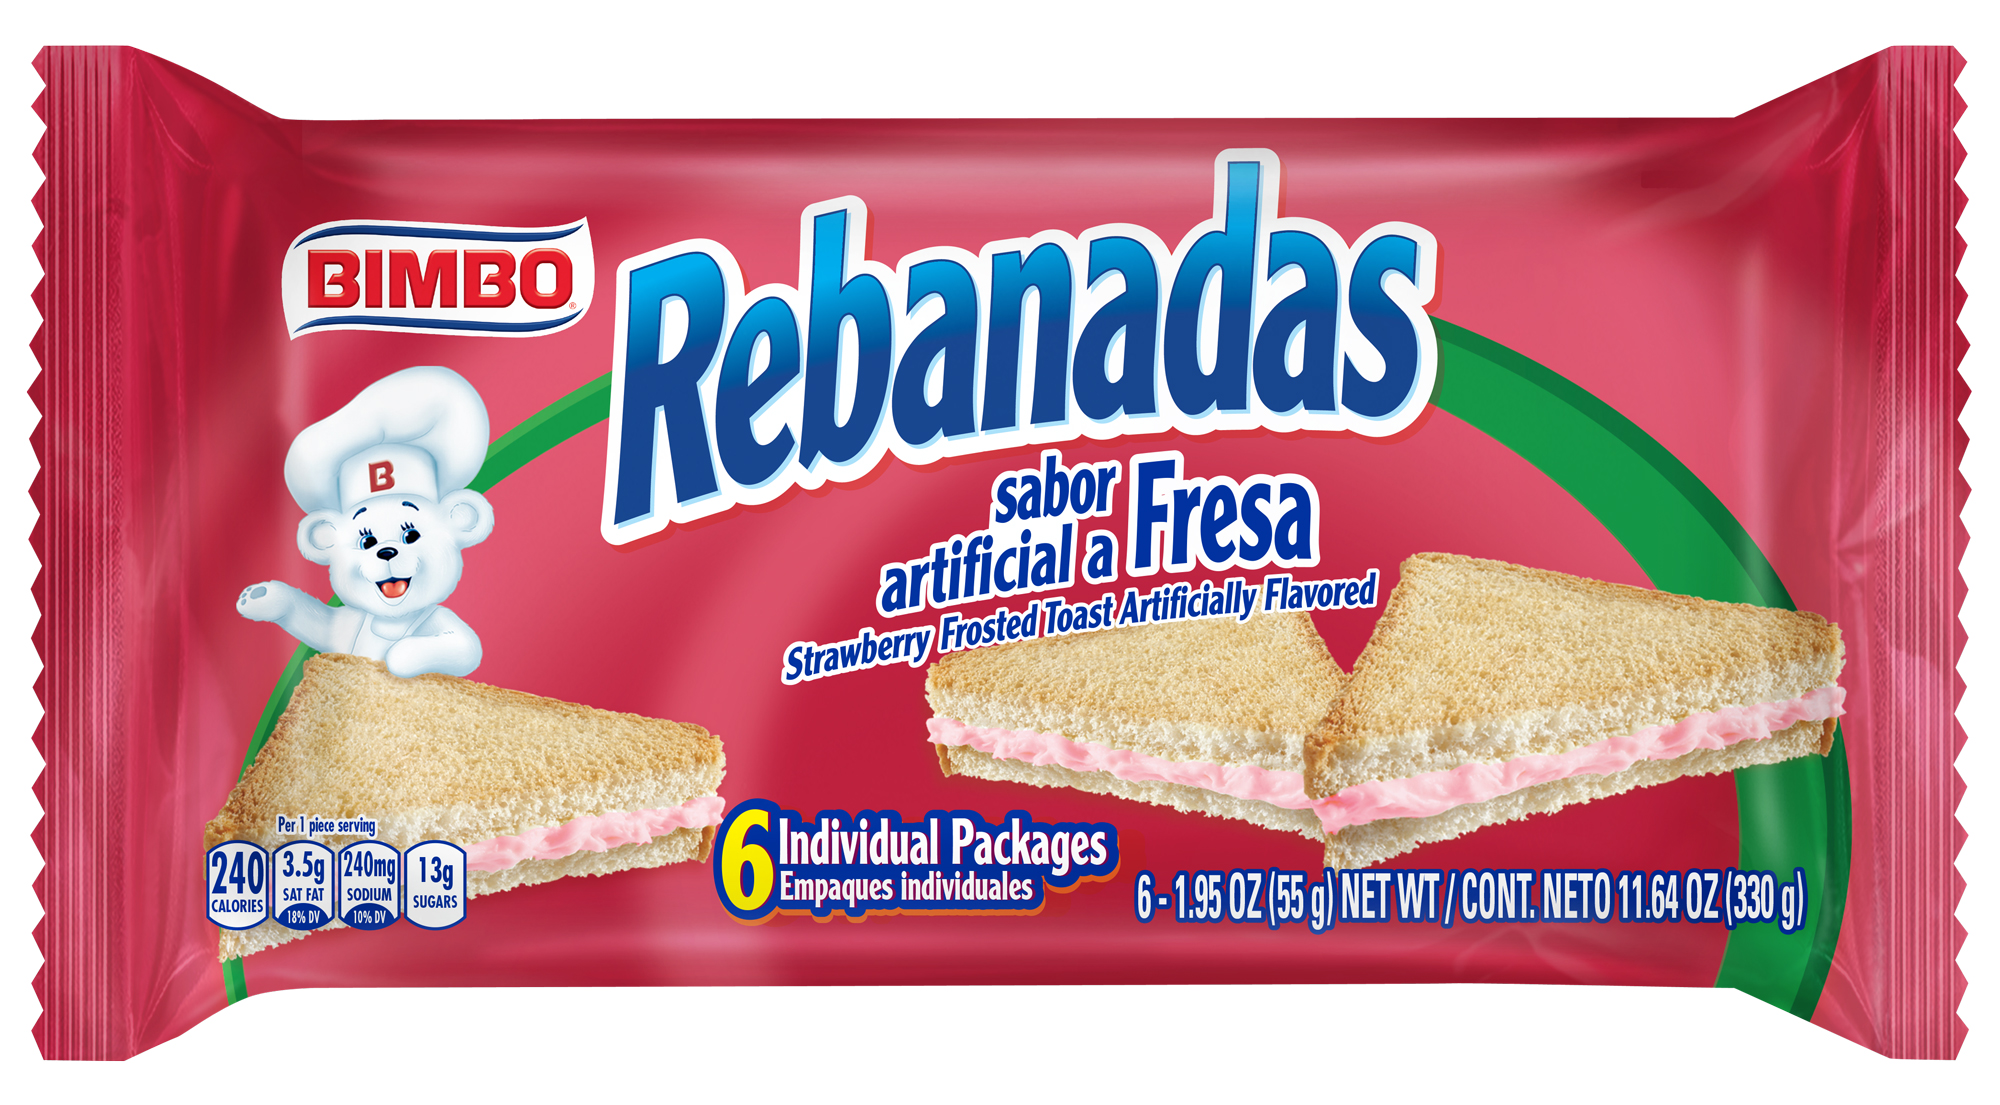 BIMBO®
Rebanadas
sabor
artificial a Fresa
Strawberry Frosted Toast Artificially Flavored
B
Per 1 piece serving
240
CALORIES
3.5g
SAT FAT
18% DV
240mg
SODIUM
10% DV
13g
SUGARS
6 Individual Packages
Empaques individuales
6 - 1.95 OZ (55 g) NET WT / CONT. NETO 11.64 OZ (330 g)